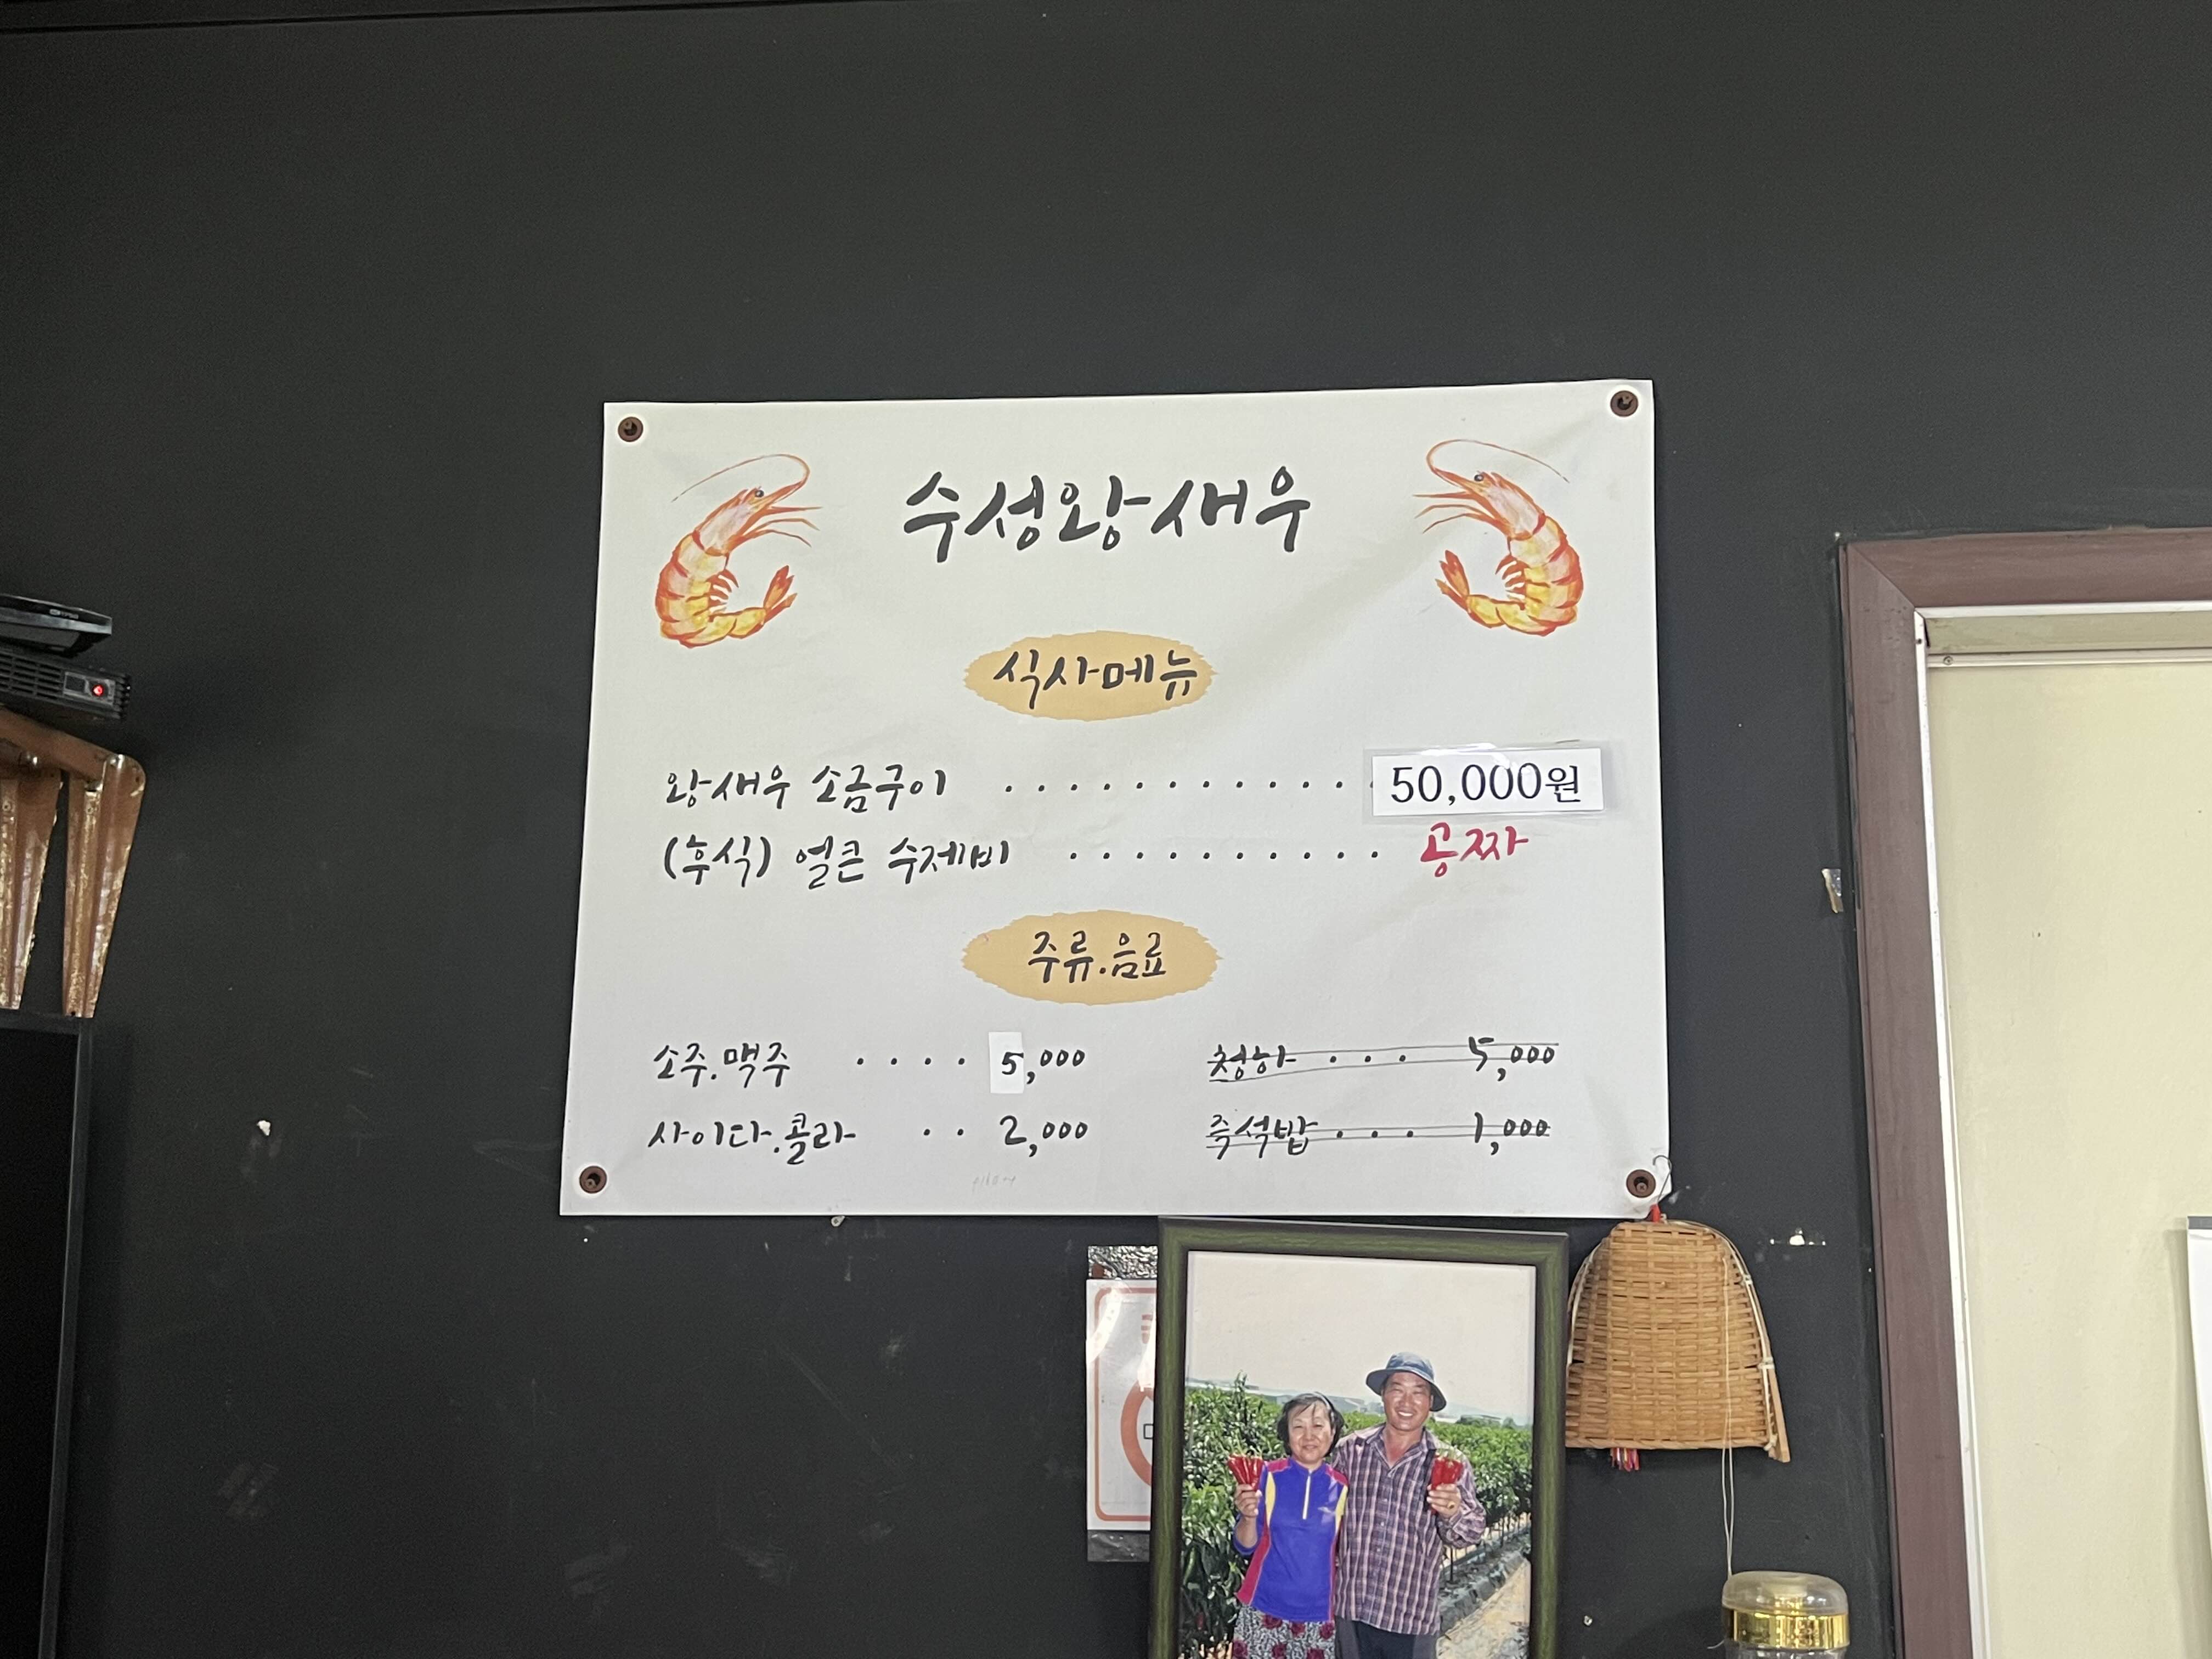 수성왕새우
식사메뉴
왕새우 소금구이 . . . . . . . . . . . 50,000원
(후식) 얼큰 수제비 . . . . . . . . . . 공짜
주류.음료
소주.맥주 . . . . 5,000
청하 . . . 5,000
사이다.콜라 . . 2,000
즉석밥 . . . 1,000